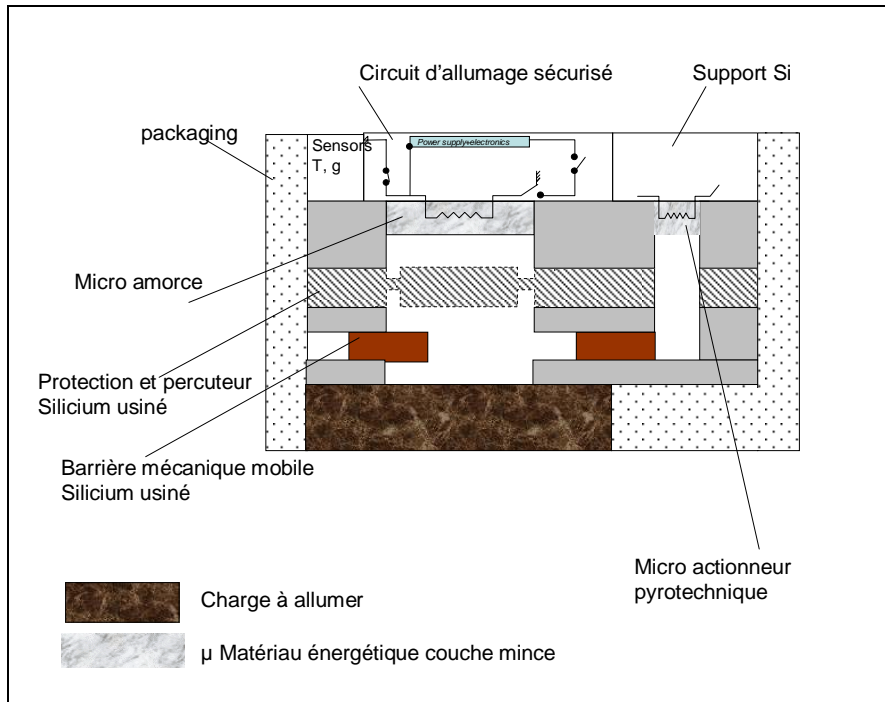 Circuit d'allumage sécurisé
Support Si
packaging
Sensors
T, g
Power supply+electronics
Micro amorce
Protection et percuteur
Silicium usiné
Barrière mécanique mobile
Silicium usiné
Micro actionneur
pyrotechnique
Charge à allumer
µ Matériau énergétique couche mince